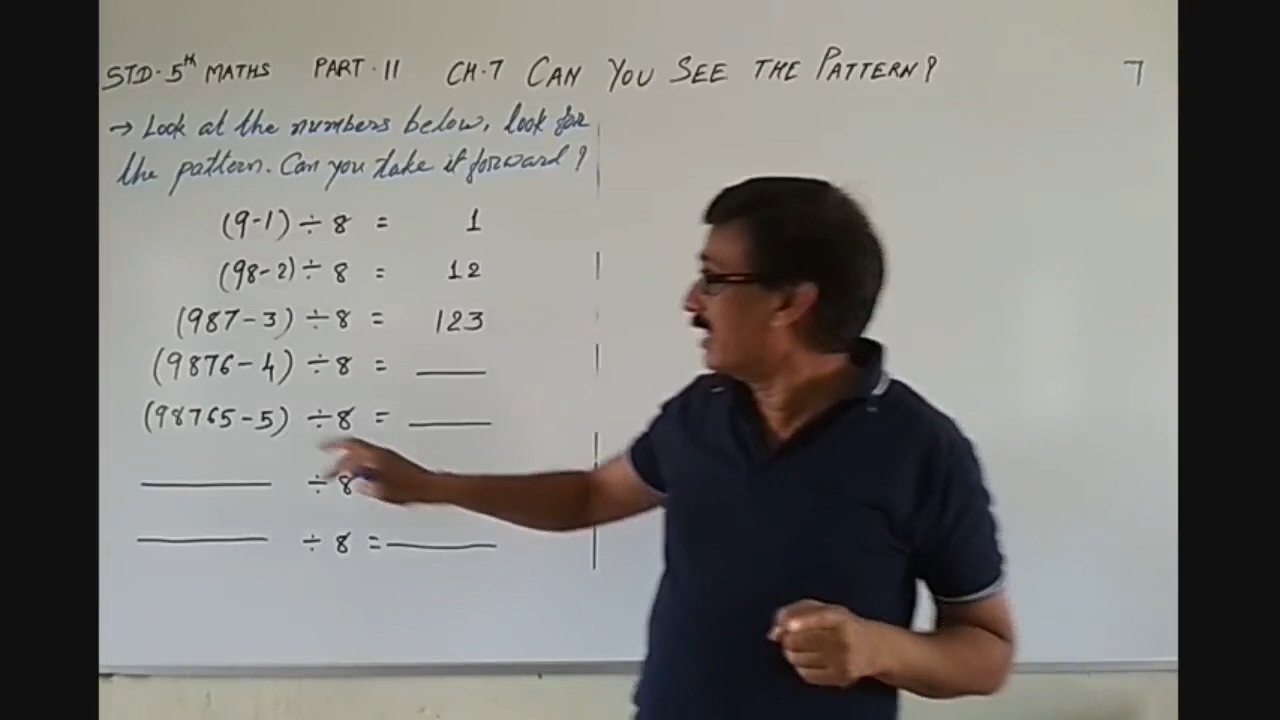 STD. 5TH MATHS PART. II CH.7 CAN YOU SEE THE PATTERN? 7
→ Look at the numbers below, look for
the pattern. Can you take it forward?
(9-1) ÷ 8 = 1
(98-2) ÷ 8 = 12
(987-3) ÷ 8 = 123
(9876-4) ÷ 8 = ____
(98765-5) ÷ 8 = ____
____ ÷ 8
____ ÷ 8 = ____